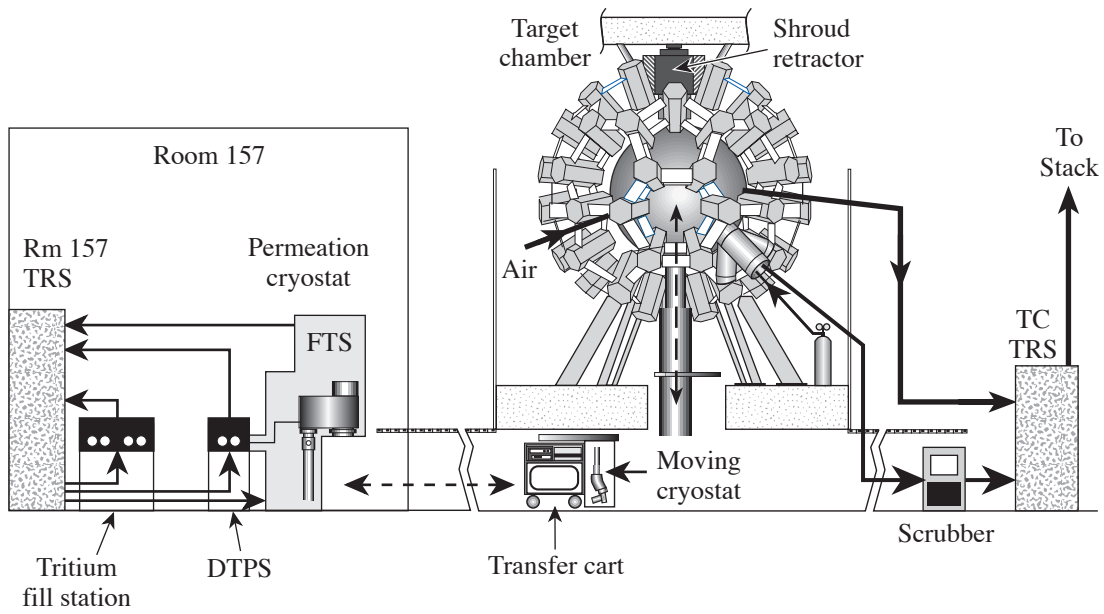 Target
chamber
Shroud
retractor
Room 157
To
Stack
Rm 157
TRS
Permeation
cryostat
Air
FTS
TC
TRS
Moving
cryostat
Scrubber
Tritium
fill station
DTPS
Transfer cart